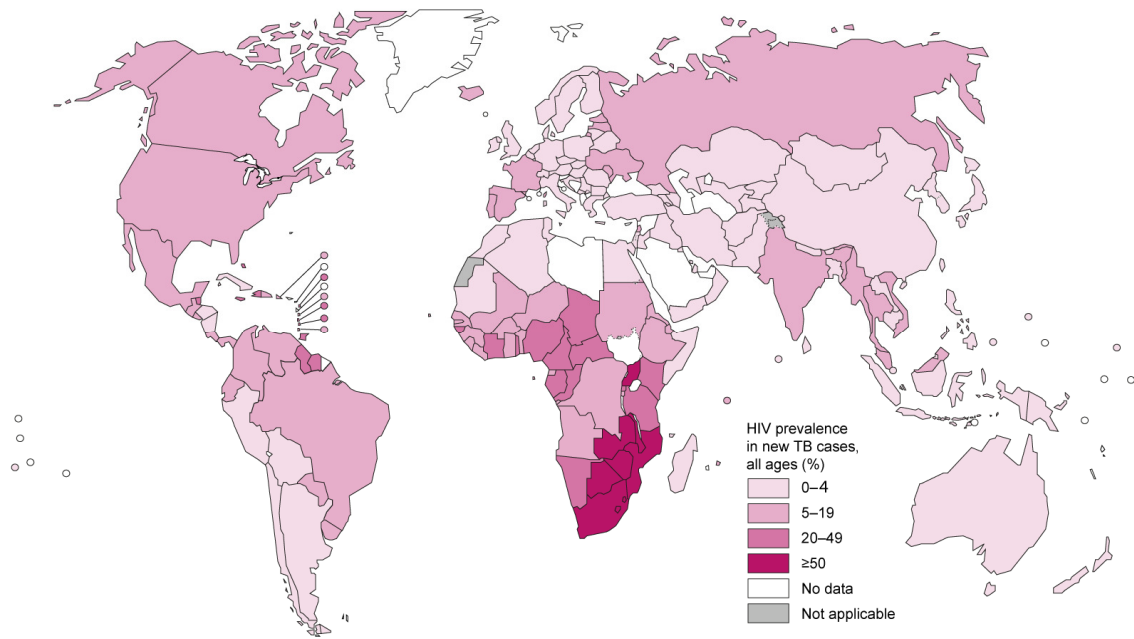 HIV prevalence
in new TB cases,
all ages (%)
0–4
5–19
20–49
≥50
No data
Not applicable